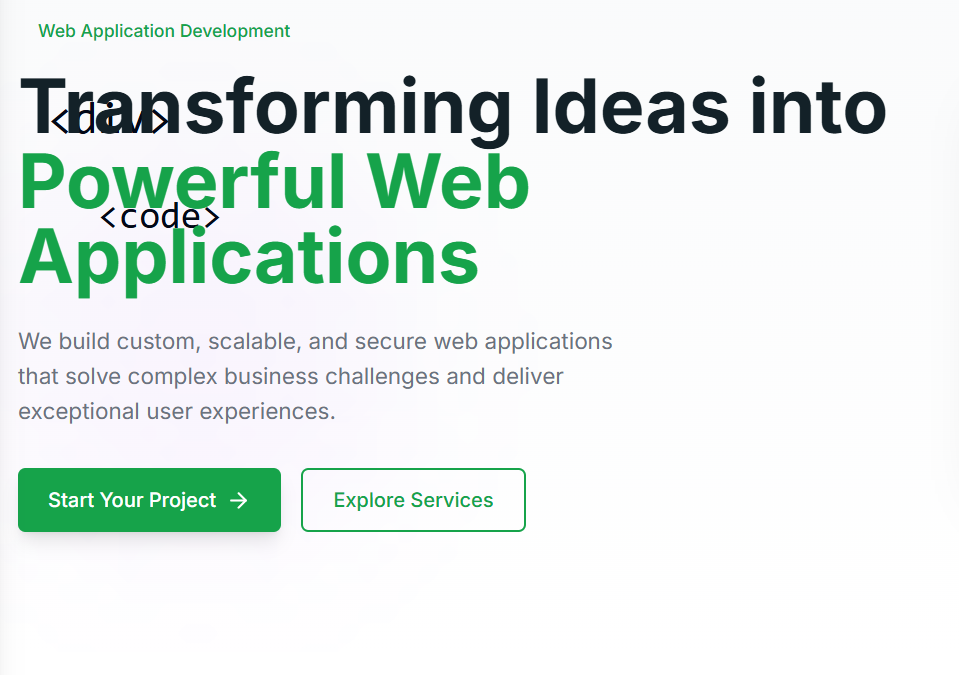 Web Application Development
Transforming Ideas into
<div>
Powerful Web
<code>
Applications
We build custom, scalable, and secure web applications
that solve complex business challenges and deliver
exceptional user experiences.
Start Your Project →
Explore Services